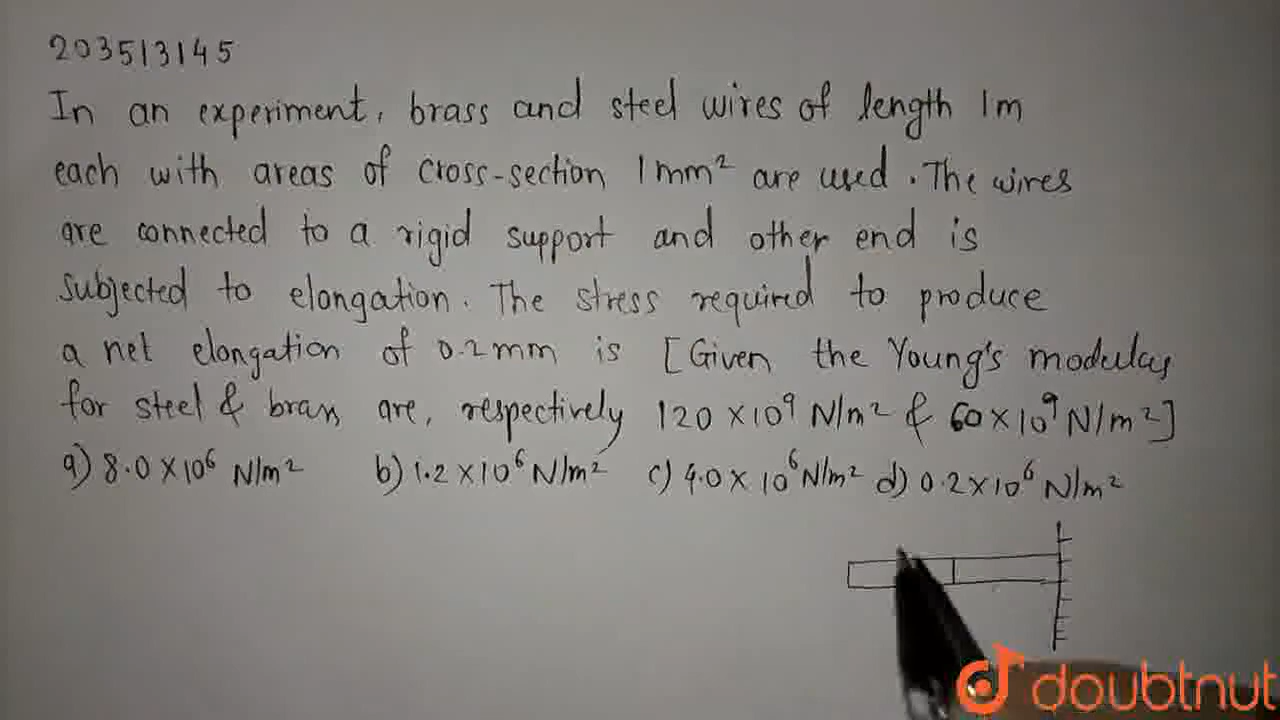 203513145
In an experiment, brass and steel wires of length 1m
each with areas of cross-section 1mm² are used. The wires
are connected to a rigid support and other end is
subjected to elongation. The stress required to produce
a net elongation of 0.2mm is [Given the Young's modulus
for steel & brass are, respectively 120×10⁹ N/m² & 60×10⁹ N/m²]
a) 8.0×10⁶ N/m² b) 1.2×10⁶ N/m² c) 4.0×10⁶ N/m² d) 0.2×10⁶ N/m²
doubtnut